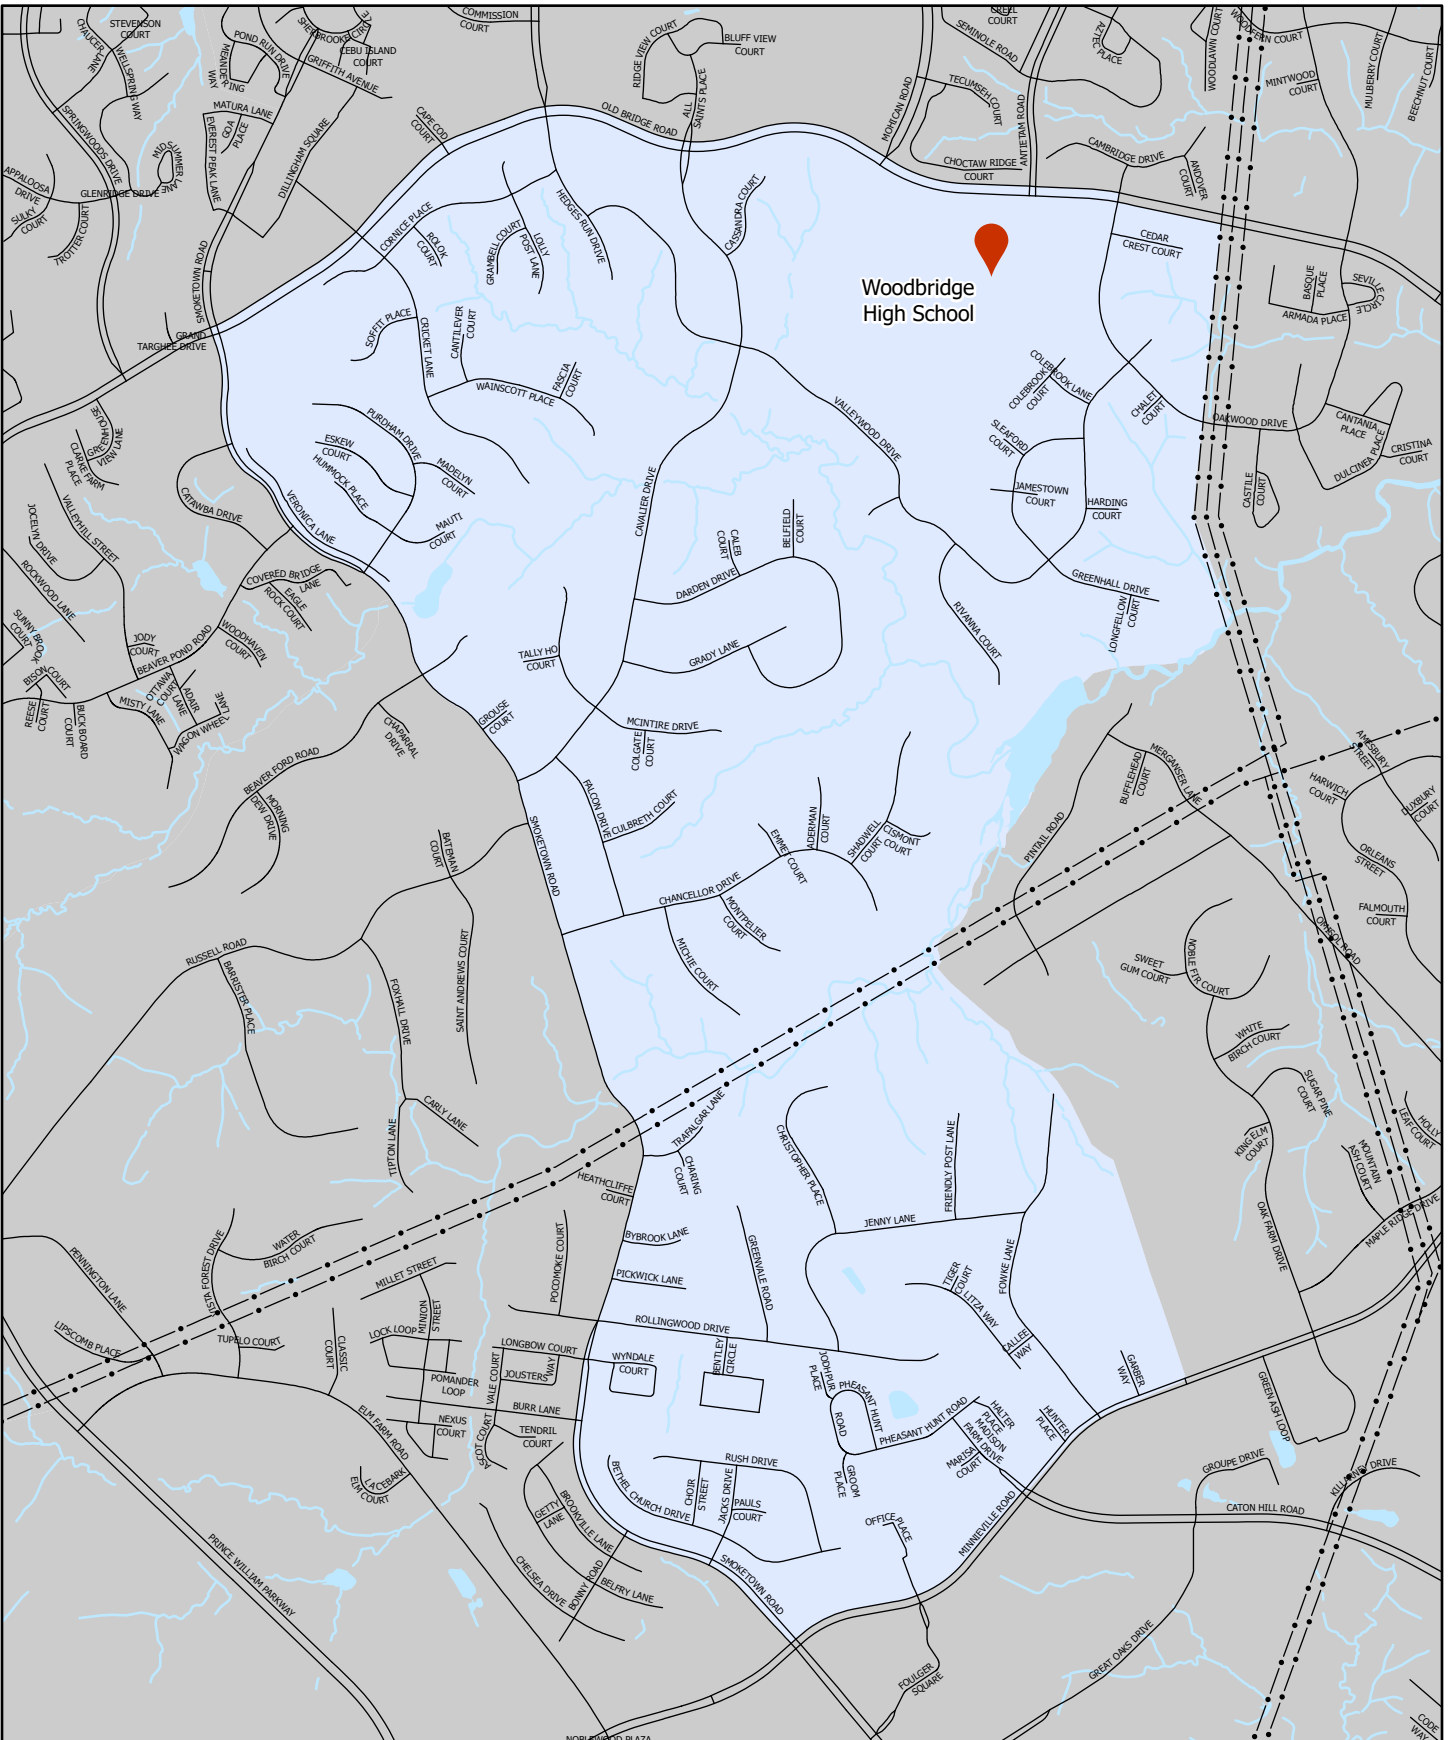 COMMISSION
COURT
STEVENSON
COURT
CHAUCER LANE
WELLSPRING WAY
SHERBROOKE CIRCLE
CEBU ISLAND
COURT
POND RUN DRIVE
GRIFFITH AVENUE
MEANDERING
WAY
RIDGE VIEW COURT
BLUFF VIEW
COURT
ALL
SAINTS PLACE
SEMINOLE ROAD
COURT
AZTEC PLACE
WOODLAWN COURT
WOODFERN COURT
MINTWOOD
COURT
MULBERRY COURT
BEECHNUT COURT
MOHICAN ROAD
TECUMSEH COURT
ANTIETAM ROAD
CHOCTAW RIDGE
COURT
CAMBRIDGE DRIVE
ANDOVER
COURT
SPRINGWOODS DRIVE
MATURA LANE
GOA
PLACE
EVEREST PEAK LANE
MIDSUMMER LANE
DILLINGHAM SQUARE
CAPE COD
COURT
OLD BRIDGE ROAD
APPALOOSA
DRIVE
GLENRIDGE DRIVE
SULKY
COURT
TROTTER COURT
SMOKETOWN ROAD
GRAND
TARGHEE DRIVE
CORNICE PLACE
ROLOK
COURT
GRAMBELL COURT
LOLLY
POST LANE
HEDGES RUN DRIVE
CASSANDRA COURT
Woodbridge
High School
CEDAR
CREST COURT
BASQUE
PLACE
SEVILLE CIRCLE
ARMADA PLACE
SOFFIT PLACE
CRICKET LANE
CANTILEVER
COURT
WAINSCOTT PLACE
FASCIA
COURT
COLEBROOK LANE
COLEBROOK
COURT
CHALET
COURT
OAKWOOD DRIVE
CANTANIA
PLACE
DULCINEA PLACE
CRISTINA
COURT
CASTILE
COURT
VALLEYWOOD DRIVE
SLEAFORD
COURT
JAMESTOWN
COURT
HARDING
COURT
GREENHOUSE
VIEW LANE
CLARKE FARM
PLACE
PURDHAM DRIVE
ESKEW
COURT
HUMMOCK PLACE
MADELYN
COURT
MAUTI
COURT
VERONICA LANE
CATAWBA DRIVE
VALLEYHILL STREET
JOCELYN DRIVE
ROCKWOOD LANE
CAVALIER DRIVE
CALEB
COURT
BELFIELD
COURT
DARDEN DRIVE
GRADY LANE
GREENHALL DRIVE
LONGFELLOW
COURT
RIVANNA COURT
COVERED BRIDGE
LANE
EAGLE
ROCK COURT
WOODHAVEN
COURT
SUNNY BROOK
COURT
BISON COURT
REESE
COURT
BUCKBOARD
COURT
JODY
COURT
BEAVER POND ROAD
OTTAWA
COURT
ADAIR
LANE
MISTY LANE
WAGON WHEEL LANE
TALLY HO
COURT
GROUSE
COURT
MCINTIRE DRIVE
COLGATE
COURT
CHAPARRAL
DRIVE
BEAVER FORD ROAD
MORNING
DEW DRIVE
BATEMAN
COURT
SMOKETOWN ROAD
FALCON DRIVE
CULBRETH COURT
ADERMAN
COURT
EMMET COURT
SHADWELL
COURT
CISMONT
COURT
CHANCELLOR DRIVE
MONTPELIER
COURT
MICHIE COURT
PINTAIL ROAD
BUFFLEHEAD
COURT
MERGANSER LANE
AMESBURY
STREET
HARWICH
COURT
DUXBURY
COURT
ORLEANS
STREET
FALMOUTH
COURT
OMISOL ROAD
RUSSELL ROAD
BARRISTER PLACE
FOXHALL DRIVE
SAINT ANDREWS COURT
CARLY LANE
TIPTON LANE
SWEET
GUM COURT
NOBLE FIR COURT
WHITE
BIRCH COURT
SUGAR PINE
COURT
KING ELM
COURT
MOUNTAIN
ASH COURT
HOLLY
LEAF COURT
OAK FARM DRIVE
MAPLE RIDGE DRIVE
TRAFALGAR LANE
CHARING
COURT
HEATHCLIFFE
COURT
CHRISTOPHER PLACE
FRIENDLY POST LANE
JENNY LANE
BYBROOK LANE
PICKWICK LANE
GREENVALE ROAD
FOWKE LANE
TIGER
COURT
LITZA WAY
CALLEE
WAY
GARBER
WAY
VISTA FOREST DRIVE
WATER
BIRCH COURT
PENNINGTON LANE
LIPSCOMB PLACE
TUPELO COURT
MILLET STREET
MINION
STREET
POCOMOKE COURT
LOCK LOOP
CLASSIC
COURT
POMANDER
LOOP
LONGBOW COURT
JOUSTERS
WAY
VALE COURT
BURR LANE
NEXUS
COURT
TENDRIL
COURT
ASCOT COURT
ROLLINGWOOD DRIVE
WYNDALE
COURT
BENTLEY
CIRCLE
JODHPUR
PLACE
PHEASANT HUNT
ROAD
PHEASANT HUNT ROAD
HALTER
PLACE
MADISON
FARM DRIVE
MARISA
COURT
HUNTER
PLACE
GROOM
PLACE
ELM FARM ROAD
LACEBARK
ELM COURT
RUSH DRIVE
BETHEL CHURCH DRIVE
CHOIR
STREET
JACKS DRIVE
PAULS
COURT
GETTY
LANE
BROOKVILLE LANE
CHELSEA DRIVE
BONNY ROAD
BELFRY LANE
OFFICE PLACE
MINNIEVILLE ROAD
SMOKETOWN ROAD
GREEN ASH LOOP
GROUPE DRIVE
KILLARNEY DRIVE
CATON HILL ROAD
PRINCE WILLIAM PARKWAY
GREAT OAKS DRIVE
FOULGER
SQUARE
CODE
WAY
NOBLEWOOD PLAZA